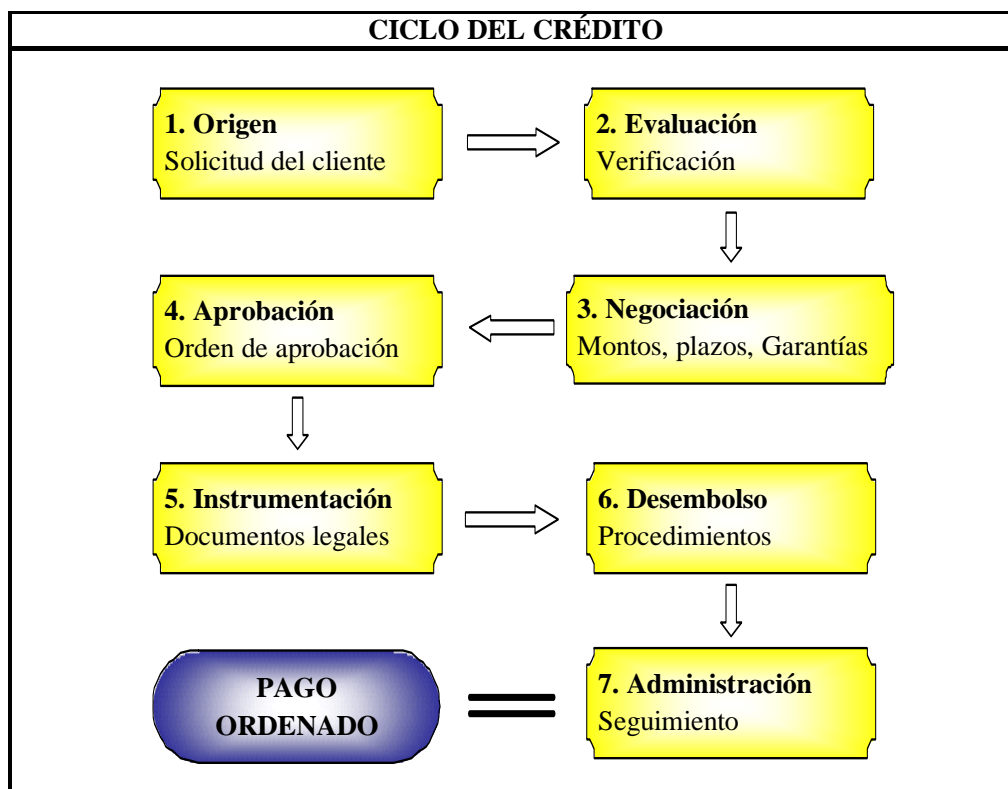 CICLO DEL CRÉDITO
1. Origen
Solicitud del cliente
2. Evaluación
Verificación
3. Negociación
Montos, plazos, Garantías
4. Aprobación
Orden de aprobación
5. Instrumentación
Documentos legales
6. Desembolso
Procedimientos
7. Administración
Seguimiento
PAGO
ORDENADO